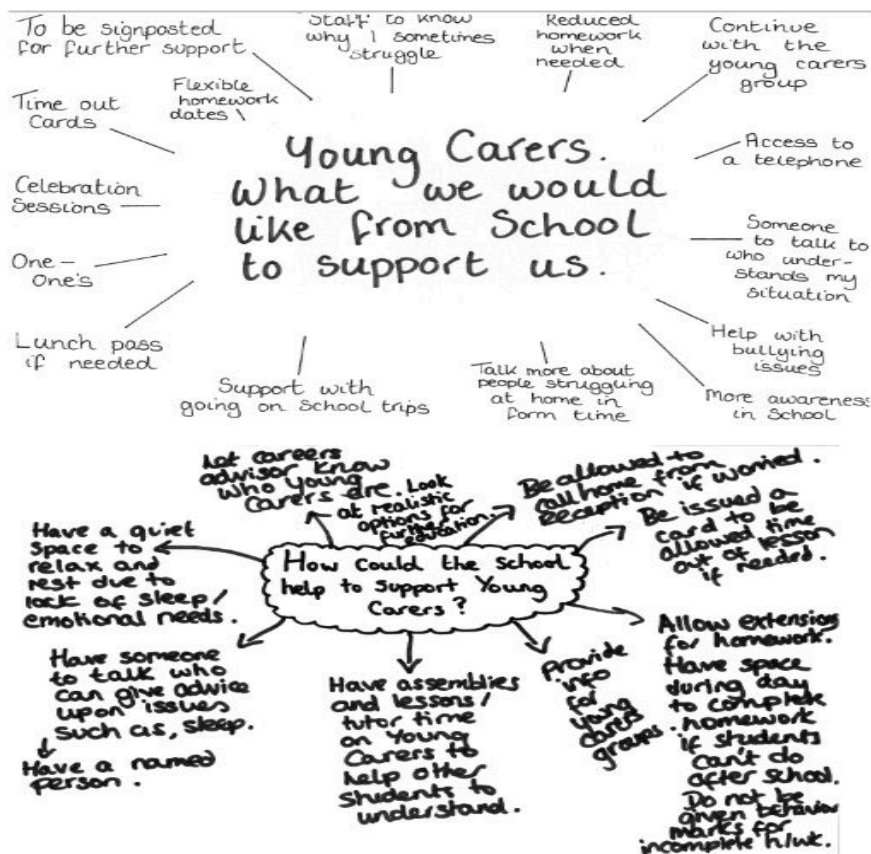 To be signposted
for further support
Staff to know
why I sometimes
struggle
Reduced
homework
when
needed
Continue
with the
young carers
group
Flexible
homework
dates
Time out
Cards
Access to
a telephone
Young Carers.
What we would
like from School
to support us.
Celebration
Sessions
Someone
to talk to
who under-
stands my
situation
One-
One's
Lunch pass
if needed
Help with
bullying
issues
Support with
going on School trips
Talk more about
people struggling
at home in
form time
More awareness
in School
Let careers
advisor know
who young
carers are. Look
at realistic
options for
further
education.
Be allowed to
call home from
reception if worried.
Be issued a
card to be
allowed time
out of lesson
if needed.
Have a quiet
space to
relax and
rest due to
lack of sleep/
emotional needs.
How could the school
help to support Young
Carers?
Have someone
to talk who
can give advice
upon issues
such as, sleep.
Have a named
person.
Have assemblies
and lessons/
tutor time
on Young
Carers to
help other
students to
understand.
Provide
info
for
young
carers
groups.
Allow extensions
for homework.
Have space
during day
to complete
homework
if students
can't do
after school.
Do not be
given behavior
marks for
incomplete h/wk.